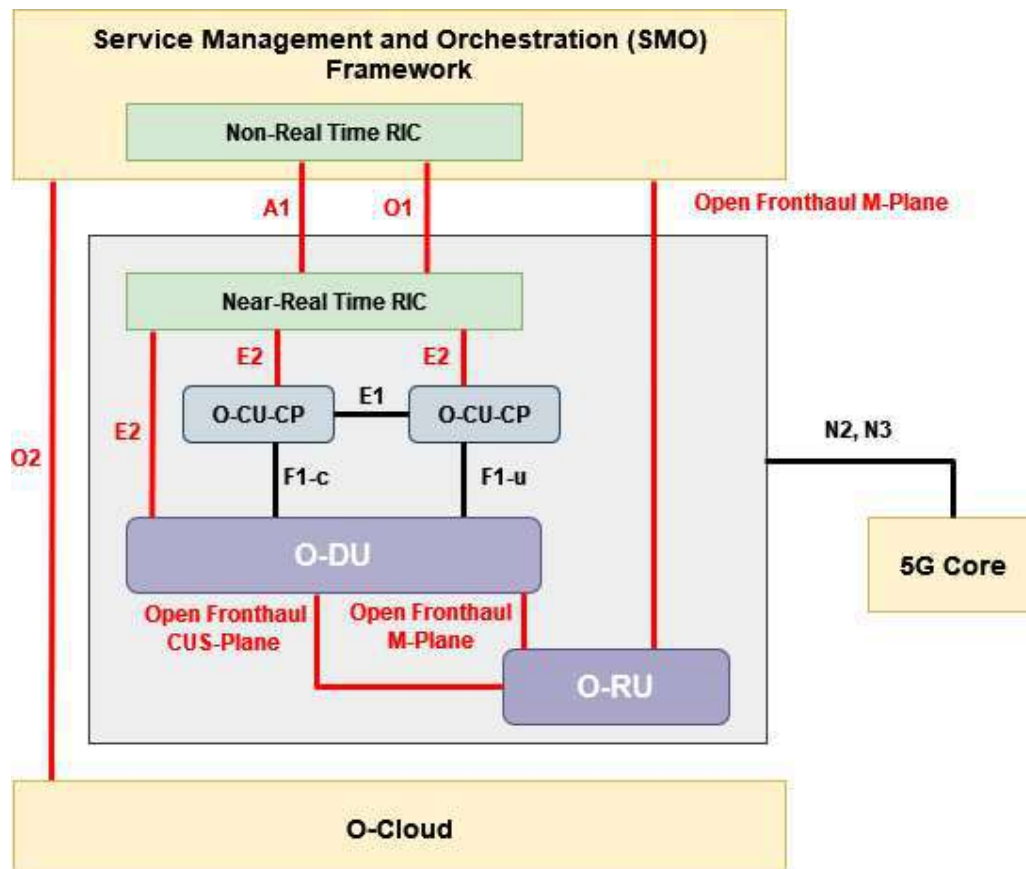 Service Management and Orchestration (SMO)
Framework
Non-Real Time RIC
A1
O1
Open Fronthaul M-Plane
Near-Real Time RIC
E2
E2
E1
O-CU-CP
O-CU-CP
E2
O2
N2, N3
F1-c
F1-u
O-DU
5G Core
Open Fronthaul
CUS-Plane
Open Fronthaul
M-Plane
O-RU
O-Cloud